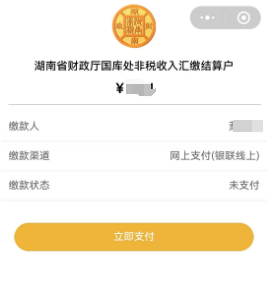 湖南省财政厅国库处非税收入汇缴结算户
¥
缴款人
缴款渠道 网上支付(银联线上)
缴款状态 未支付
立即支付